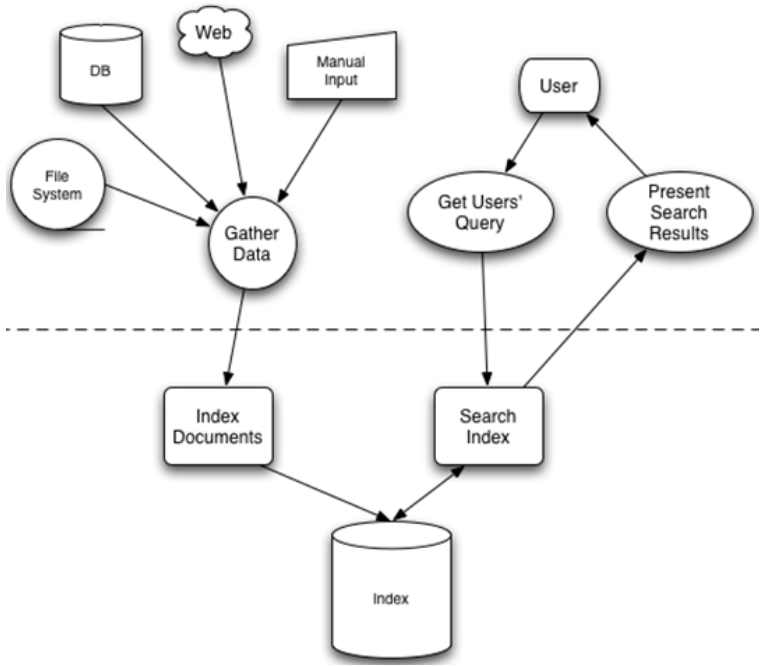 Web
DB
Manual
Input
User
File
System
Gather
Data
Get Users'
Query
Present
Search
Results
Index
Documents
Search
Index
Index